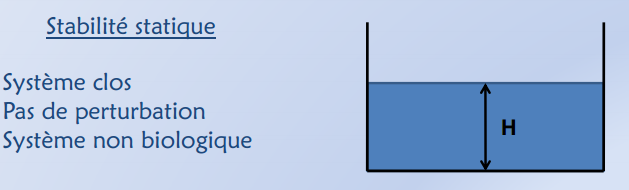 Stabilité statique
Système clos
Pas de perturbation
Système non biologique
H